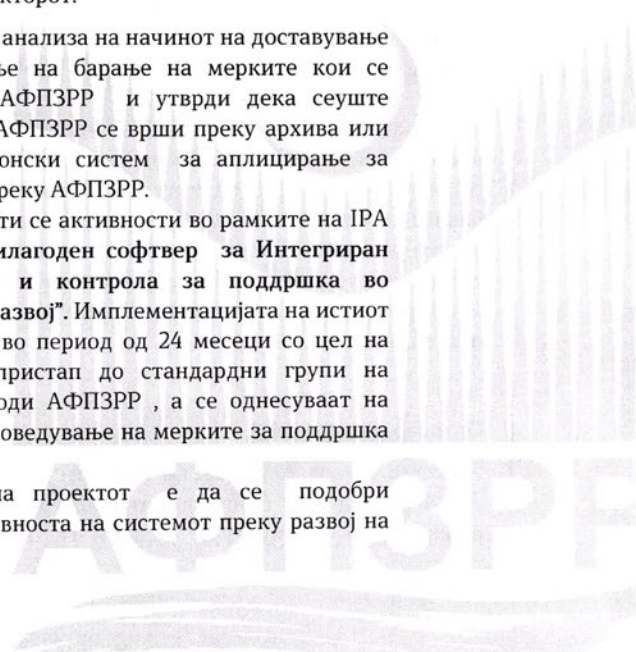 кторот.
анализа на начинот на доставување
ье на барање на мерките кои се
АФПЗРР и утврди дека сеуште
АФПЗРР се врши преку архива или
онски систем за аплицирање за
реку АФПЗРР.
ти се активности во рамките на IPA
илагоден софтвер за Интегриран
и контрола за поддршка во
азвој”. Имплементацијата на истиот
во период од 24 месеци со цел на
пристап до стандардни групи на
оди АФПЗРР , а се однесуваат на
роведување на мерките за поддршка
на проектот е да се подобри
вноста на системот преку развој на
АФПЗРР